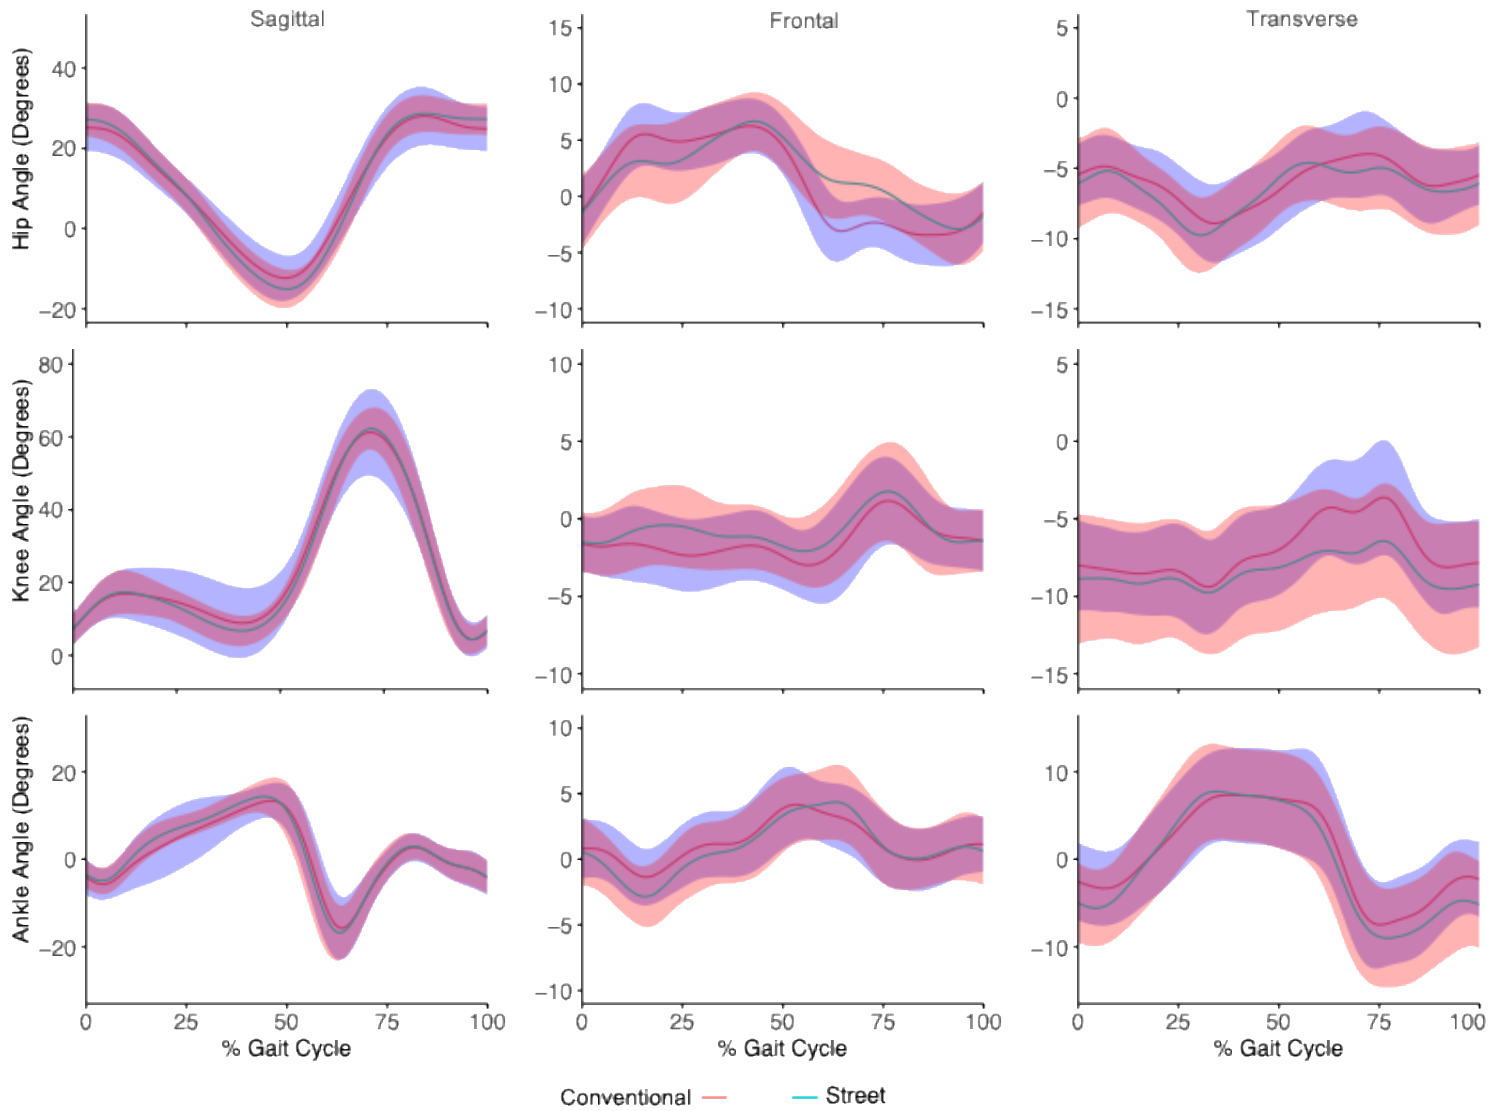 Sagittal
Frontal
Transverse
Hip Angle (Degrees)
40
20
0
−20
15
10
5
0
−5
−10
5
0
−5
−10
−15
Knee Angle (Degrees)
80
60
40
20
0
10
5
0
−5
−10
5
0
−5
−10
−15
Ankle Angle (Degrees)
20
0
−20
10
5
0
−5
−10
10
0
−10
0 25 50 75 100
0 25 50 75 100
0 25 50 75 100
% Gait Cycle
% Gait Cycle
% Gait Cycle
Conventional
Street